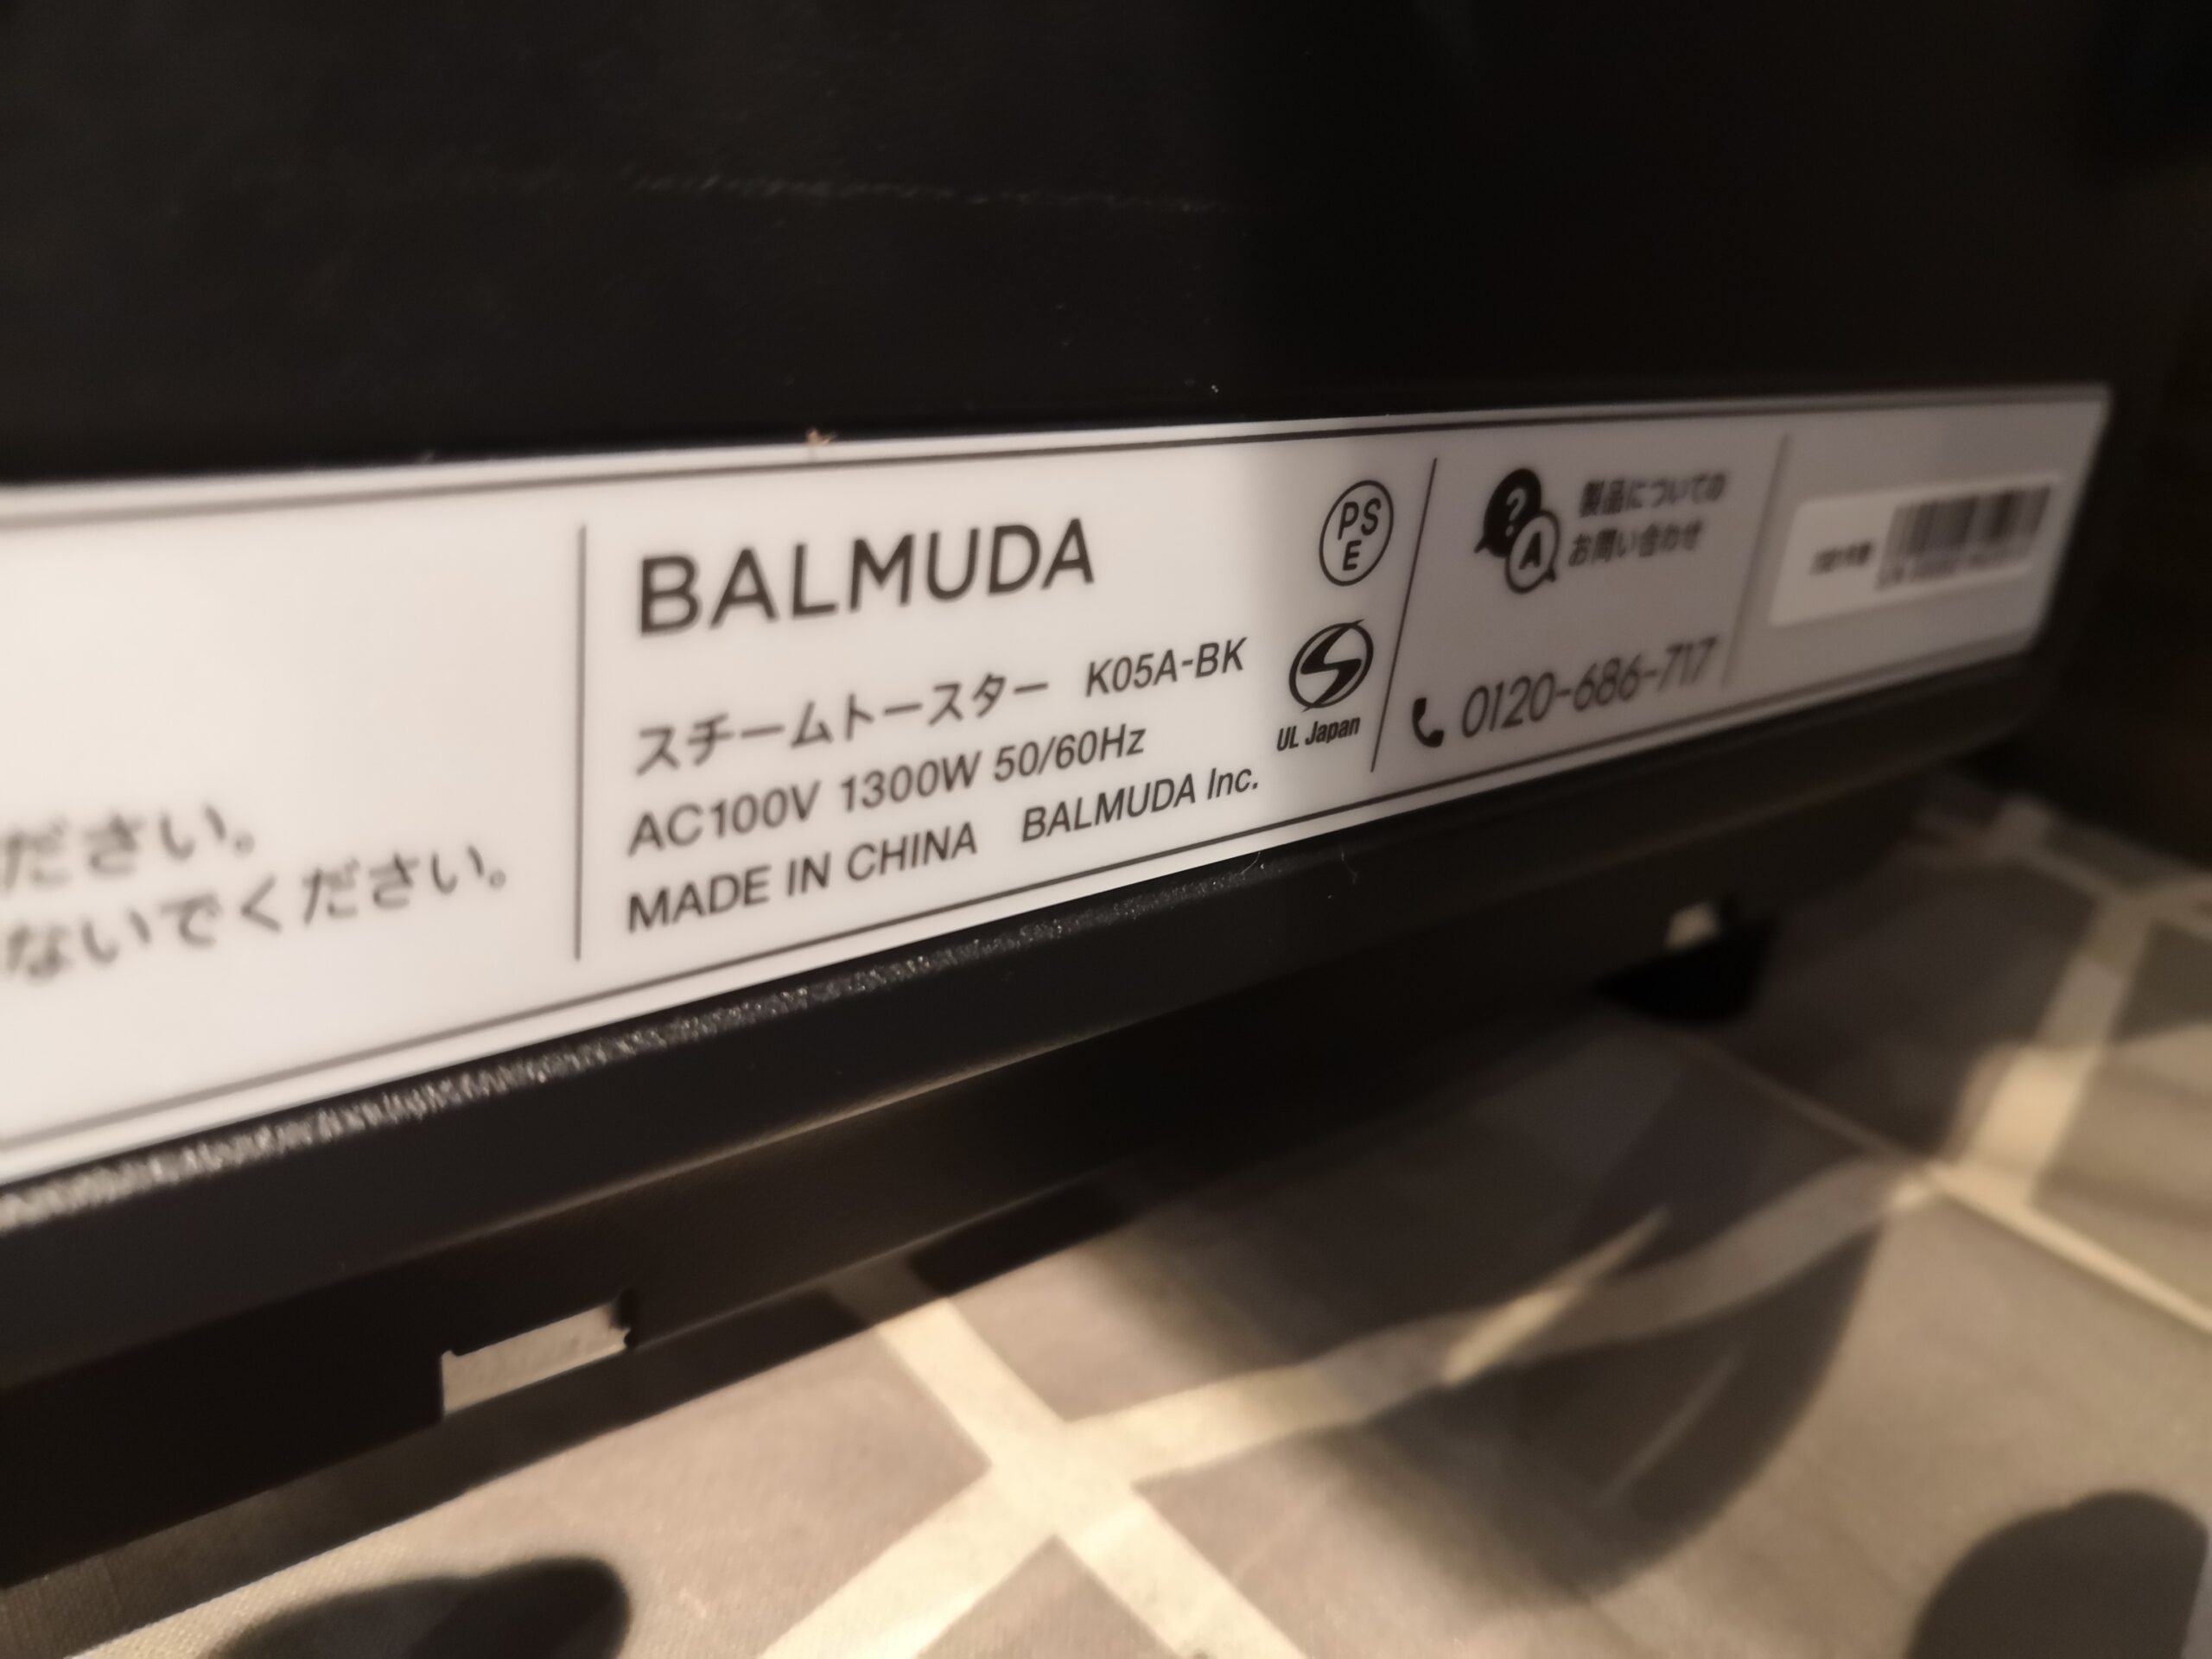 ださい。
ないでください。
BALMUDA
スチームトースター K05A-BK
AC100V 1300W 50/60Hz
MADE IN CHINA BALMUDA Inc.
PS
E
UL Japan
?
A
製品についての
お問い合わせ
0120-686-717